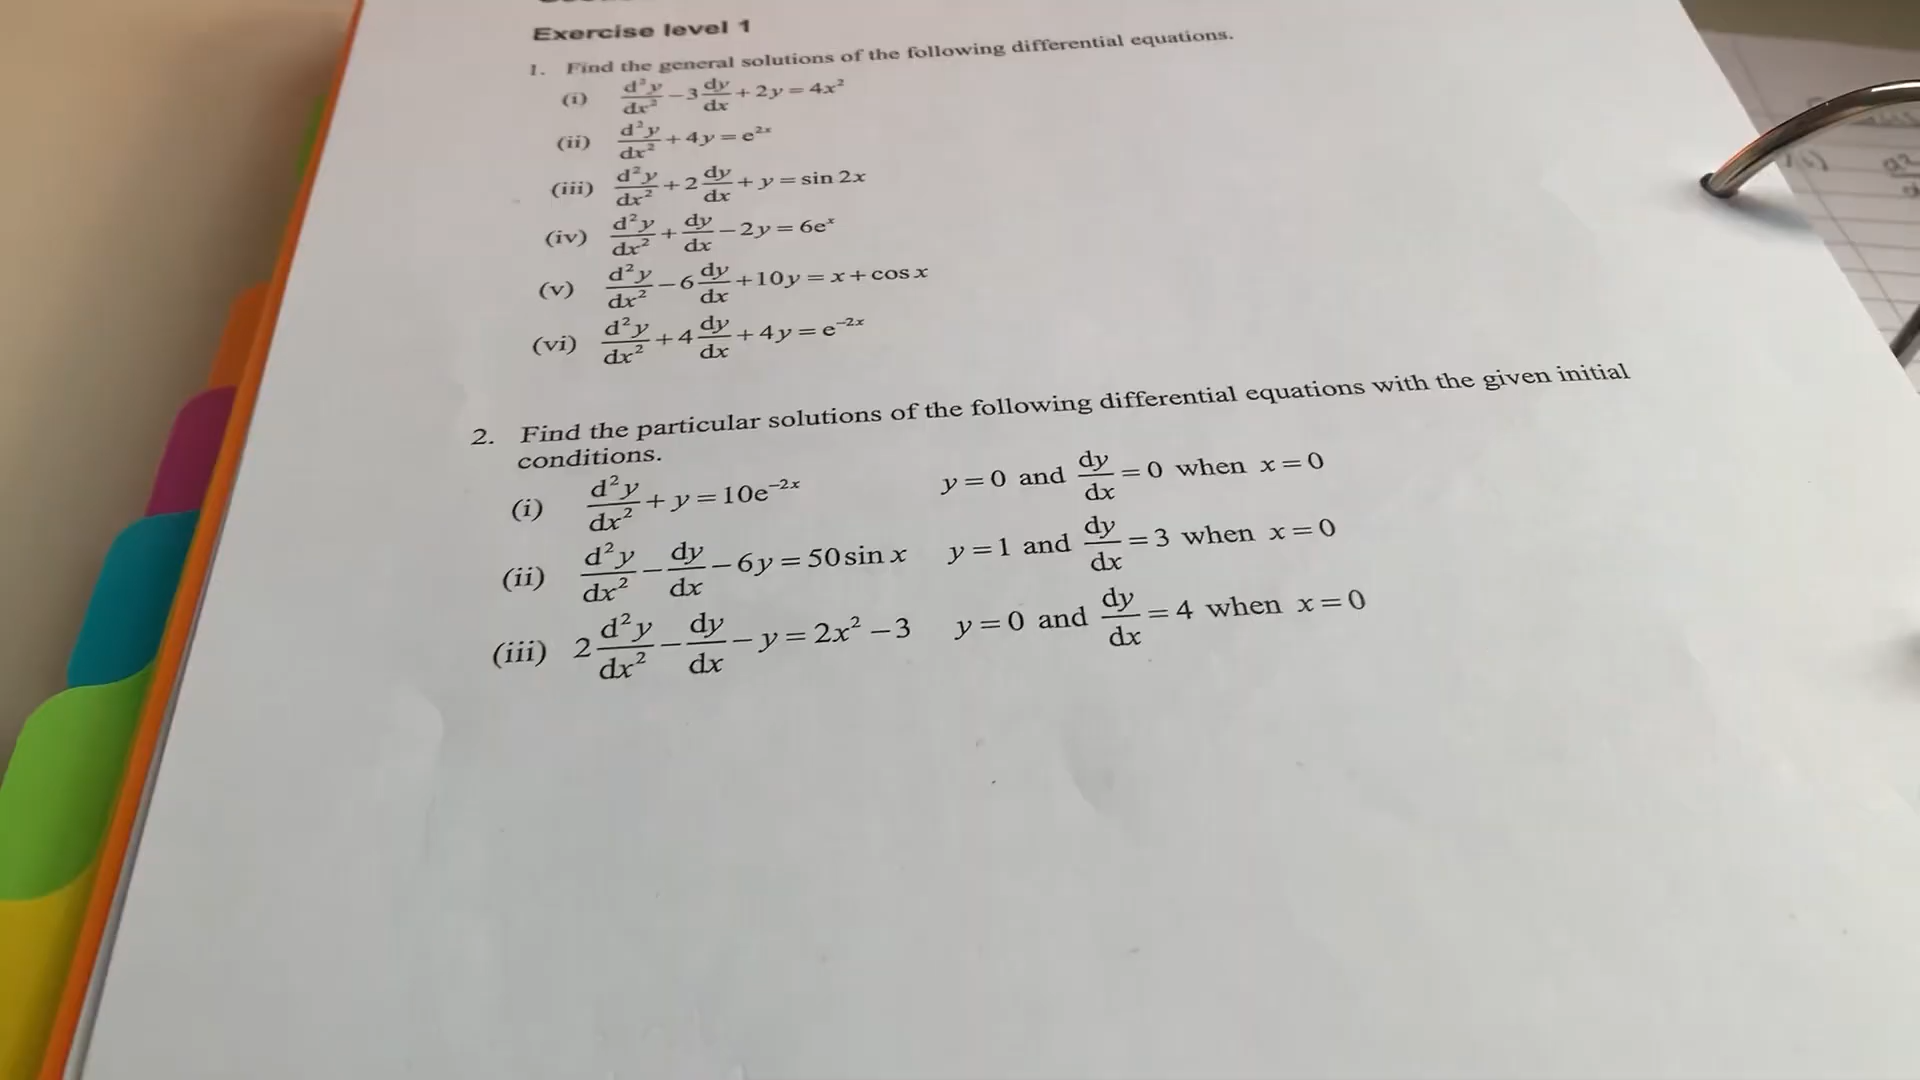 Exercise level 1
1. Find the general solutions of the following differential equations.
(i) d²y/dx² − 3 dy/dx + 2y = 4x²
(ii) d²y/dx² + 4y = e²ˣ
(iii) d²y/dx² + 2 dy/dx + y = sin 2x
(iv) d²y/dx² + dy/dx − 2y = 6eˣ
(v) d²y/dx² − 6 dy/dx + 10y = x + cos x
(vi) d²y/dx² + 4 dy/dx + 4y = e⁻²ˣ
2. Find the particular solutions of the following differential equations with the given initial
conditions.
(i) d²y/dx² + y = 10e⁻²ˣ y = 0 and dy/dx = 0 when x = 0
(ii) d²y/dx² − dy/dx − 6y = 50 sin x y = 1 and dy/dx = 3 when x = 0
(iii) 2 d²y/dx² − dy/dx − y = 2x² − 3 y = 0 and dy/dx = 4 when x = 0